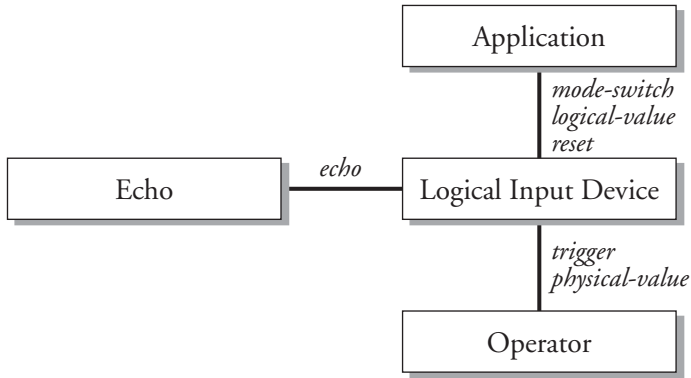 Application
mode-switch
logical-value
reset
echo
Echo
Logical Input Device
trigger
physical-value
Operator